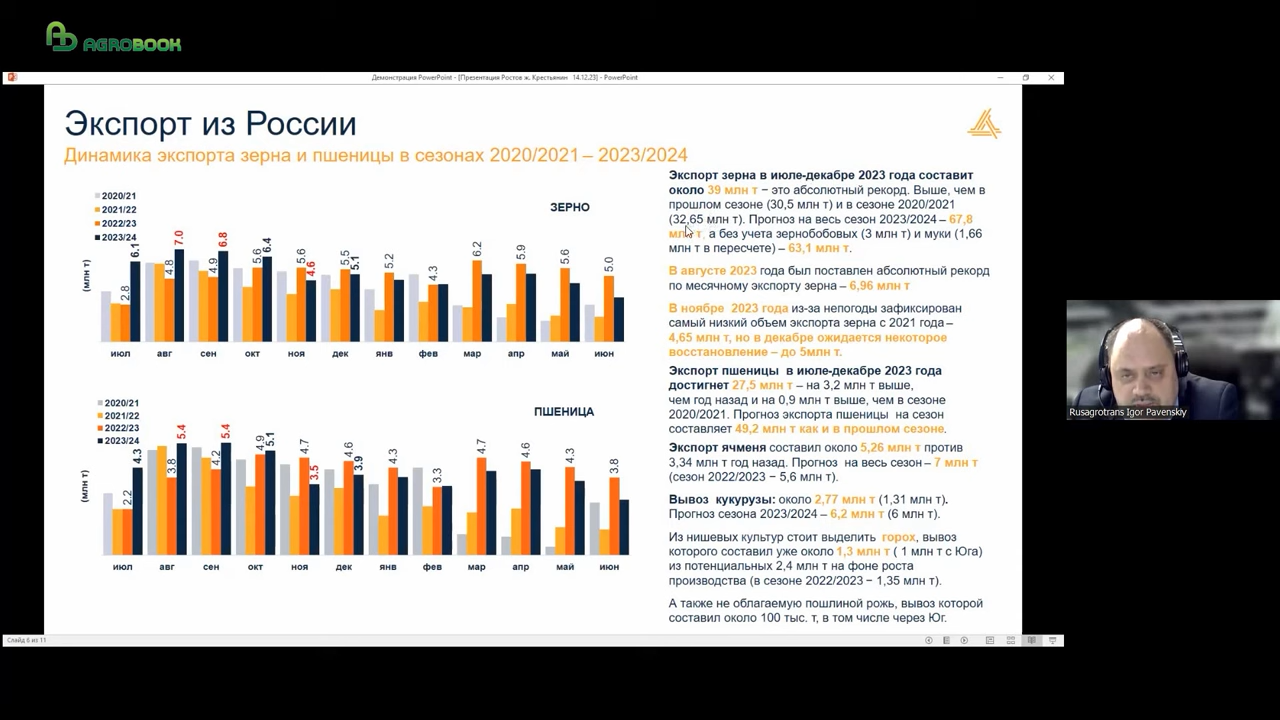 AGROBOOK
Демонстрация PowerPoint - [Презентация Ростов ж. Крестьянин 14.12.23] - PowerPoint
Экспорт из России
Динамика экспорта зерна и пшеницы в сезонах 2020/2021 – 2023/2024
2020/21
2021/22
2022/23
2023/24
ЗЕРНО
(млн т)
2.8 6.1 4.8 7.0 4.9 6.8 5.6 6.4 5.6 4.6 5.5 5.1 5.2 4.3 6.2 5.9 5.6 5.0
июл авг сен окт ноя дек янв фев мар апр май июн
2020/21
2021/22
2022/23
2023/24
ПШЕНИЦА
(млн т)
2.2 4.3 3.8 5.4 4.2 5.4 4.9 5.1 4.7 3.5 4.6 3.9 4.3 3.3 4.7 4.6 4.3 3.8
июл авг сен окт ноя дек янв фев мар апр май июн
Экспорт зерна в июле-декабре 2023 года составит
около 39 млн т – это абсолютный рекорд. Выше, чем в
прошлом сезоне (30,5 млн т) и в сезоне 2020/2021
(32,65 млн т). Прогноз на весь сезон 2023/2024 – 67,8
млн т, а без учета зернобобовых (3 млн т) и муки (1,66
млн т в пересчете) – 63,1 млн т.
В августе 2023 года был поставлен абсолютный рекорд
по месячному экспорту зерна – 6,96 млн т
В ноябре 2023 года из-за непогоды зафиксирован
самый низкий объем экспорта зерна с 2021 года –
4,65 млн т, но в декабре ожидается некоторое
восстановление – до 5млн т.
Экспорт пшеницы в июле-декабре 2023 года
достигнет 27,5 млн т – на 3,2 млн т выше,
чем год назад и на 0,9 млн т выше, чем в сезоне
2020/2021. Прогноз экспорта пшеницы на сезон
составляет 49,2 млн т как и в прошлом сезоне.
Экспорт ячменя составил около 5,26 млн т против
3,34 млн т год назад. Прогноз на весь сезон – 7 млн т
(сезон 2022/2023 – 5,6 млн т).
Вывоз кукурузы: около 2,77 млн т (1,31 млн т).
Прогноз сезона 2023/2024 – 6,2 млн т (6 млн т).
Из нишевых культур стоит выделить горох, вывоз
которого составил уже около 1,3 млн т ( 1 млн т с Юга)
из потенциальных 2,4 млн т на фоне роста
производства (в сезоне 2022/2023 – 1,35 млн т).
А также не облагаемую пошлиной рожь, вывоз которой
составил около 100 тыс. т, в том числе через Юг.
Слайд 6 из 11
Rusagrotrans Igor Pavenskiy